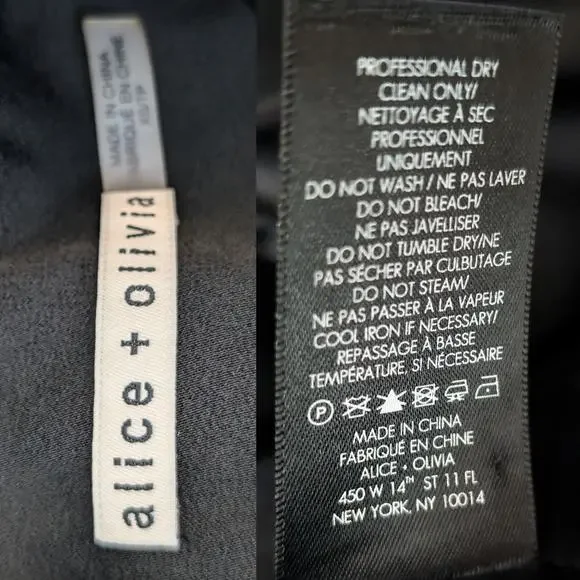 MADE IN CHINA
FABRIQUÉ EN CHINE
XS/TP
alice + olivia
PROFESSIONAL DRY
CLEAN ONLY/
NETTOYAGE À SEC
PROFESSIONNEL
UNIQUEMENT
DO NOT WASH / NE PAS LAVER
DO NOT BLEACH/
NE PAS JAVELLISER
DO NOT TUMBLE DRY/NE
PAS SÉCHER PAR CULBUTAGE
DO NOT STEAM/
NE PAS PASSER À LA VAPEUR
COOL IRON IF NECESSARY/
REPASSAGE À BASSE
TEMPÉRATURE, SI NÉCESSAIRE
P
MADE IN CHINA
FABRIQUÉ EN CHINE
ALICE + OLIVIA
450 W 14TH ST 11 FL
NEW YORK, NY 10014